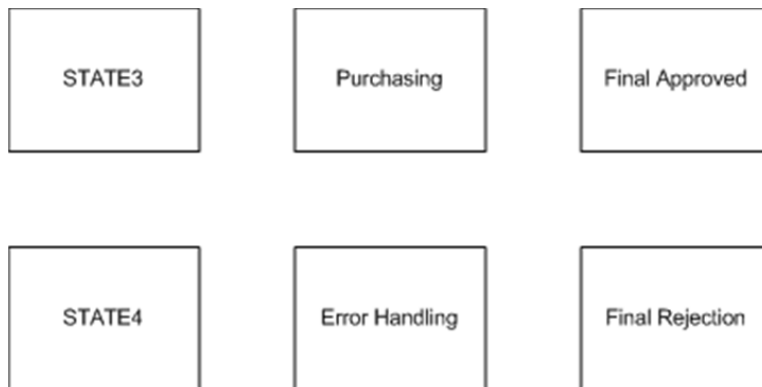 STATE3
Purchasing
Final Approved
STATE4
Error Handling
Final Rejection